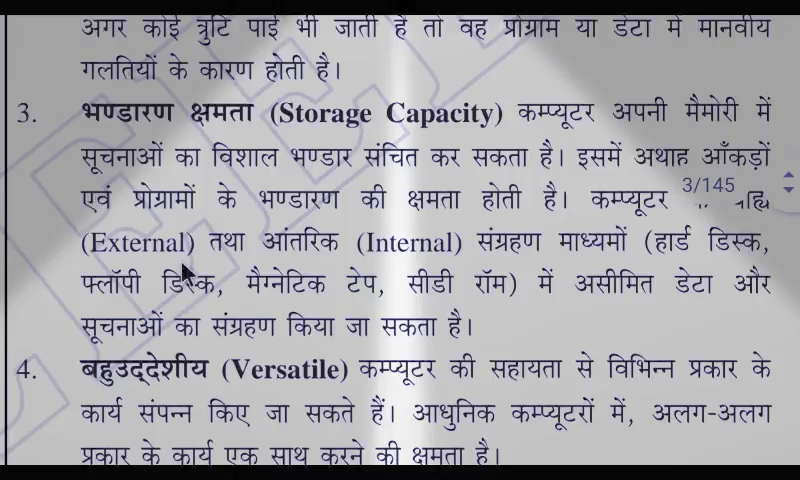 अगर कोई त्रुटि पाई भी जाती है तो वह प्रोग्राम या डेटा में मानवीय
गलतियों के कारण होती है।
3. भण्डारण क्षमता (Storage Capacity) कम्प्यूटर अपनी मैमोरी में
सूचनाओं का विशाल भण्डार संचित कर सकता है। इसमें अथाह आँकड़ों
एवं प्रोग्रामों के भण्डारण की क्षमता होती है। कम्प्यूटर
3/145
(External) तथा आंतरिक (Internal) संग्रहण माध्यमों (हार्ड डिस्क,
फ्लॉपी डिस्क, मैग्नेटिक टेप, सीडी रॉम) में असीमित डेटा और
सूचनाओं का संग्रहण किया जा सकता है।
4. बहुउद्‌देशीय (Versatile) कम्प्यूटर की सहायता से विभिन्न प्रकार के
कार्य संपन्न किए जा सकते हैं। आधुनिक कम्प्यूटरों में, अलग-अलग
प्रकार के कार्य एक साथ करने की क्षमता है।